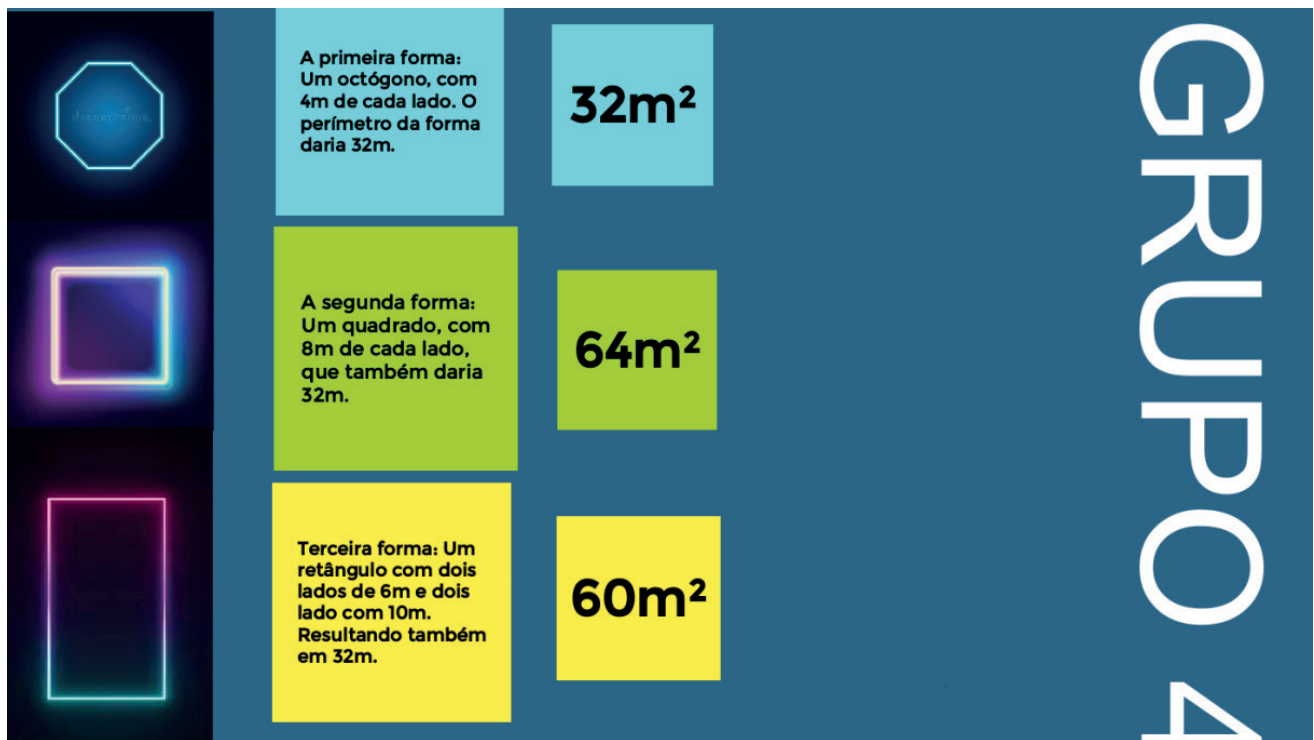 A primeira forma:
Um octógono, com
4m de cada lado. O
perímetro da forma
daria 32m.
32m²
A segunda forma:
Um quadrado, com
8m de cada lado,
que também daria
32m.
64m²
Terceira forma: Um
retângulo com dois
lados de 6m e dois
lado com 10m.
Resultando também
em 32m.
60m²
GRUPO 4